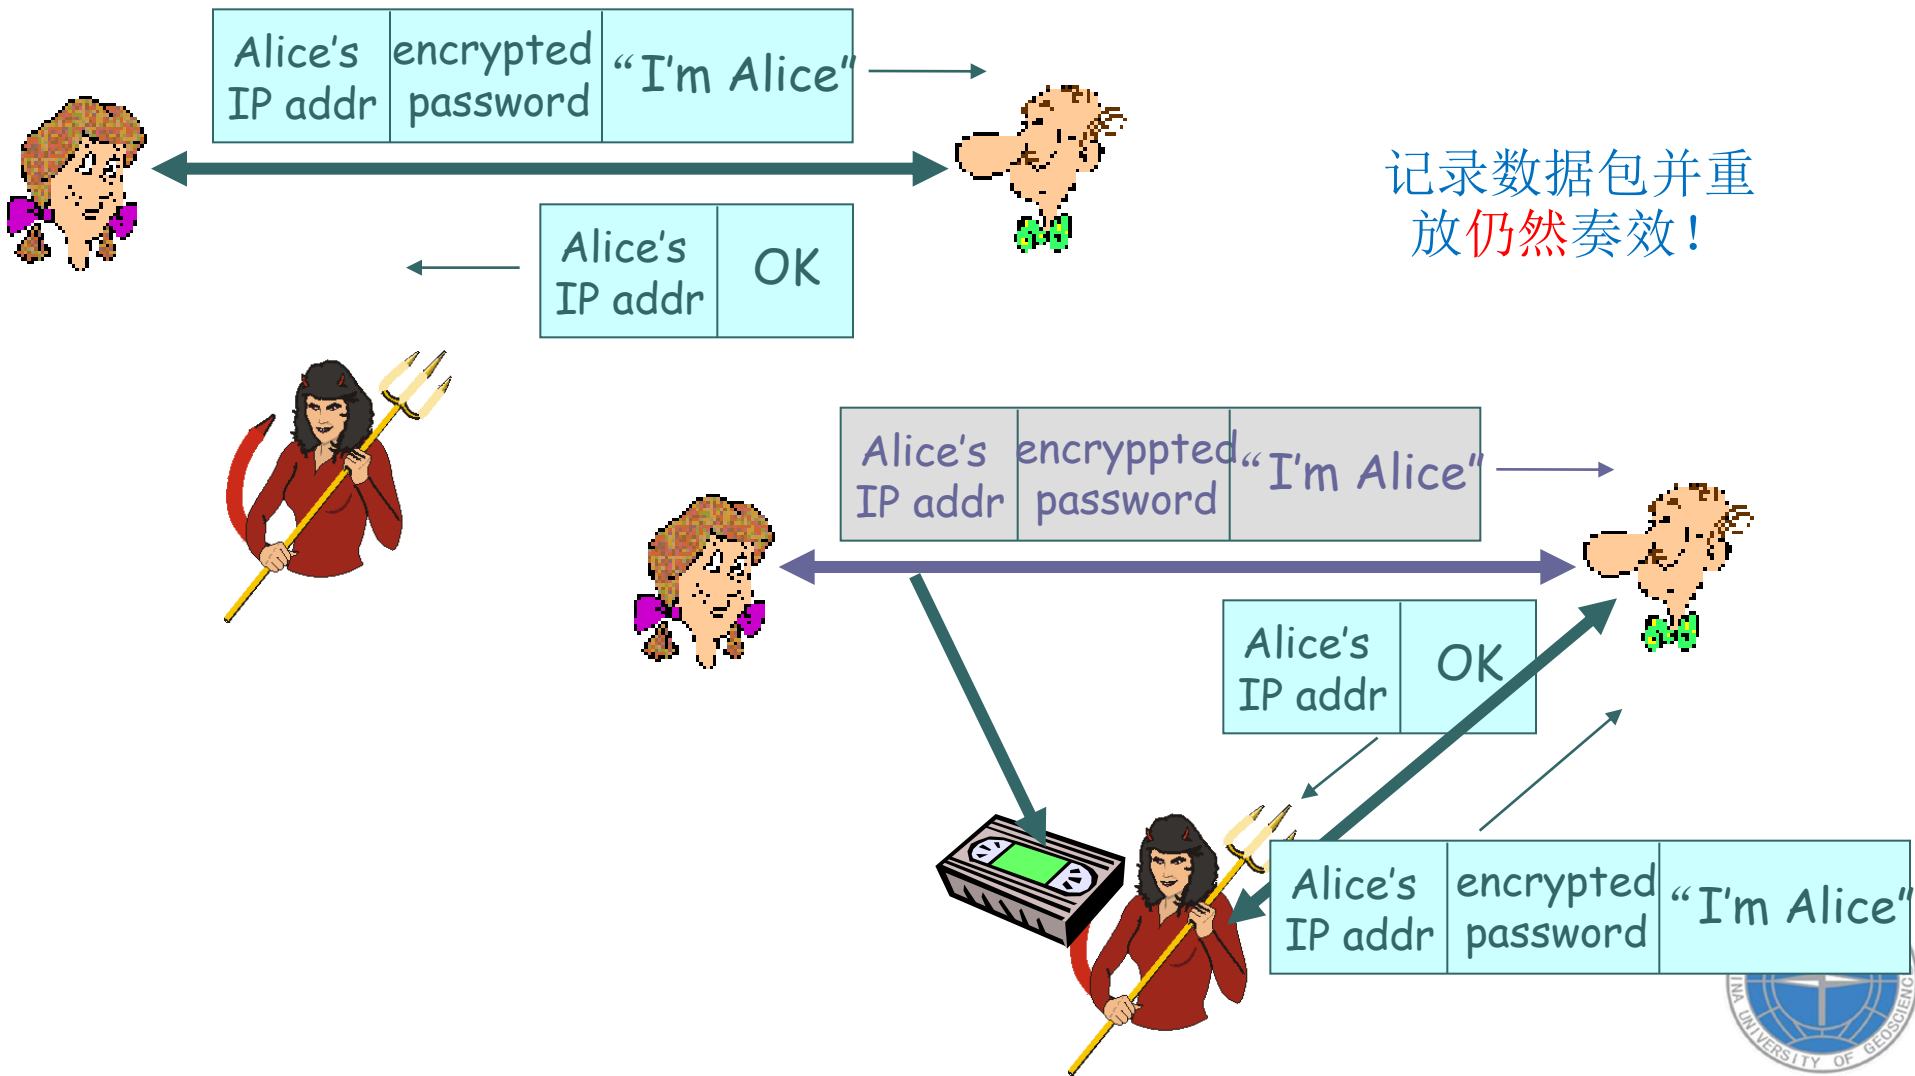 Alice's
IP addr
encrypted
password
“I'm Alice”
记录数据包并重
放仍然奏效！
Alice's
IP addr
OK
Alice's
IP addr
encryppted
password
“I'm Alice”
Alice's
IP addr
OK
Alice's
IP addr
encrypted
password
“I'm Alice”
UNIVERSITY OF